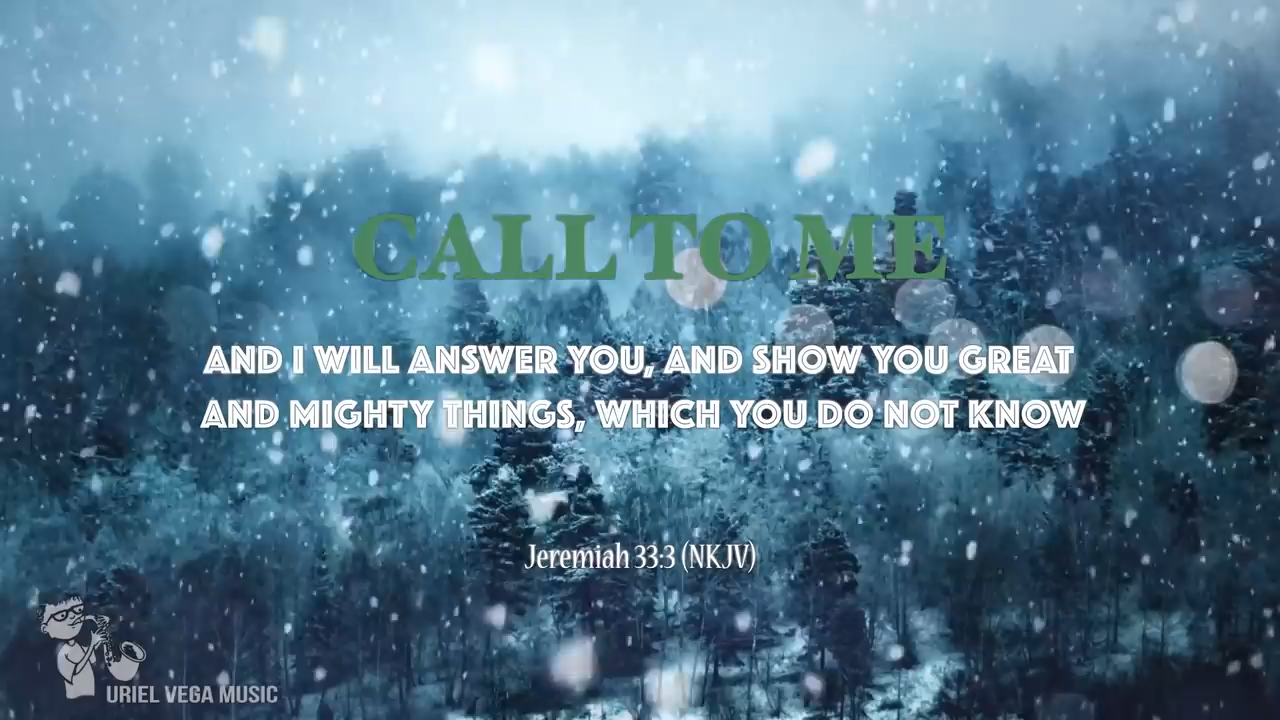 CALL TO ME
AND I WILL ANSWER YOU, AND SHOW YOU GREAT
AND MIGHTY THINGS, WHICH YOU DO NOT KNOW
Jeremiah 33:3 (NKJV)
URIEL VEGA MUSIC